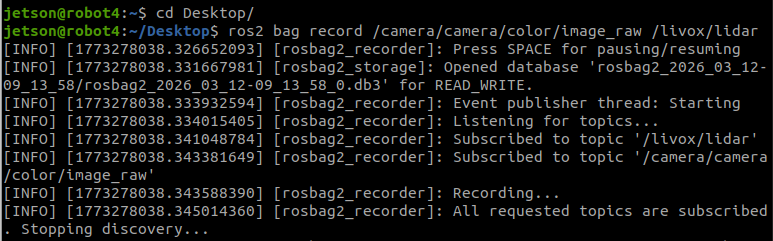 jetson@robot4:~$ cd Desktop/
jetson@robot4:~/Desktop$ ros2 bag record /camera/camera/color/image_raw /livox/lidar
[INFO] [1773278038.326652093] [rosbag2_recorder]: Press SPACE for pausing/resuming
[INFO] [1773278038.331667981] [rosbag2_storage]: Opened database 'rosbag2_2026_03_12-
09_13_58/rosbag2_2026_03_12-09_13_58_0.db3' for READ_WRITE.
[INFO] [1773278038.333932594] [rosbag2_recorder]: Event publisher thread: Starting
[INFO] [1773278038.334015405] [rosbag2_recorder]: Listening for topics...
[INFO] [1773278038.341048784] [rosbag2_recorder]: Subscribed to topic '/livox/lidar'
[INFO] [1773278038.343381649] [rosbag2_recorder]: Subscribed to topic '/camera/camera
/color/image_raw'
[INFO] [1773278038.343588390] [rosbag2_recorder]: Recording...
[INFO] [1773278038.345014360] [rosbag2_recorder]: All requested topics are subscribed
. Stopping discovery...